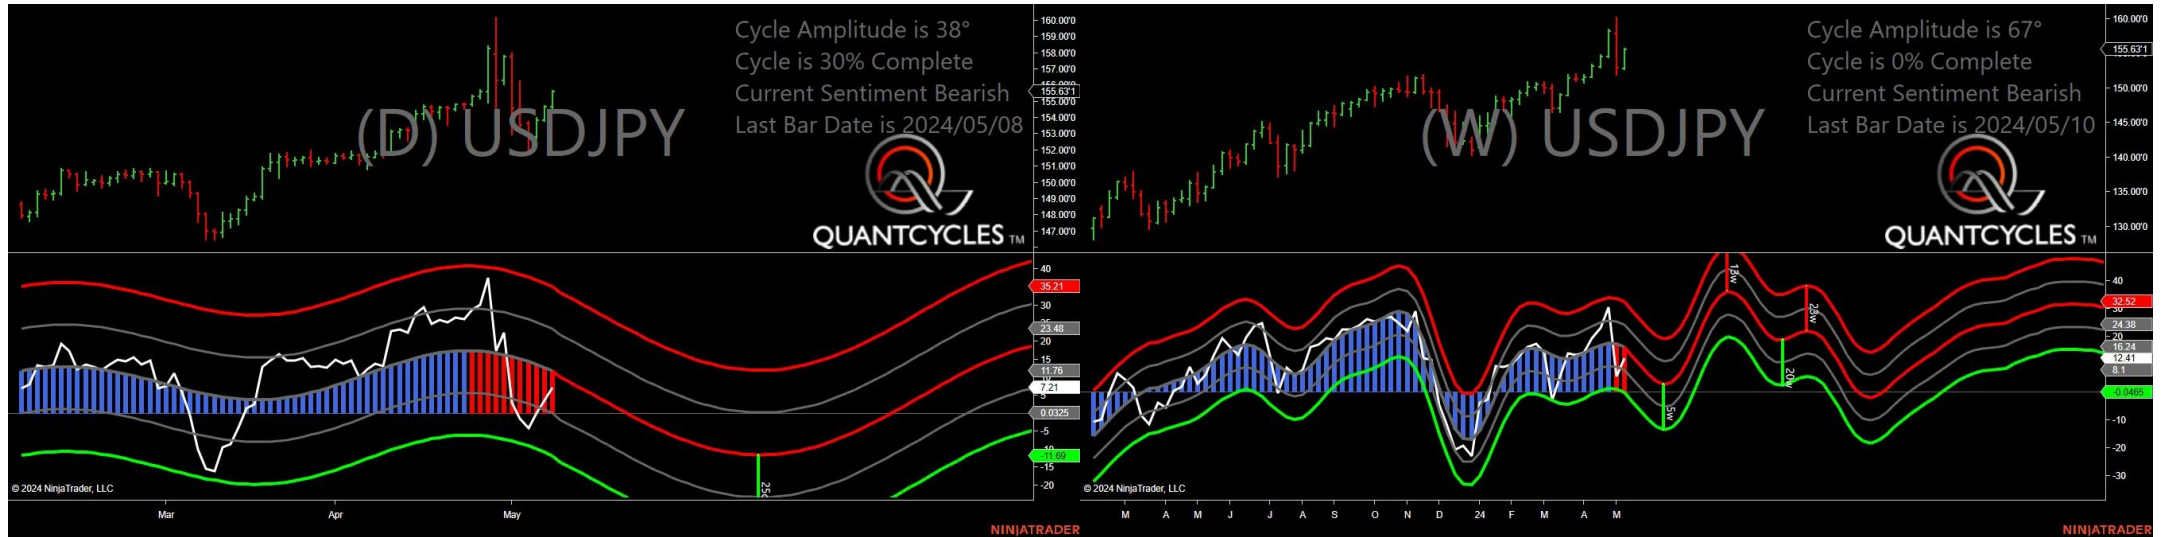 Cycle Amplitude is 38°
Cycle is 30% Complete
Current Sentiment Bearish
Last Bar Date is 2024/05/08
(D) USDJPY
QUANTCYCLES TM
160.00'0
159.00'0
158.00'0
157.00'0
155.63'1
155.00'0
154.00'0
153.00'0
152.00'0
151.00'0
150.00'0
149.00'0
148.00'0
147.00'0
40
35.21
30
23.48
20
15
11.76
7.21
5
0.0325
-5
-11.69
-15
-20
25
© 2024 NinjaTrader, LLC
Mar
Apr
May
NINJATRADER
Cycle Amplitude is 67°
Cycle is 0% Complete
Current Sentiment Bearish
Last Bar Date is 2024/05/10
(W) USDJPY
QUANTCYCLES TM
160.00'0
155.63'1
150.00'0
145.00'0
140.00'0
135.00'0
130.00'0
13w
23w
20w
5w
40
32.52
24.38
20
16.24
12.41
8.1
-0.0465
-10
-20
-30
© 2024 NinjaTrader, LLC
M A M J J A S O N D 24 F M A M
NINJATRADER